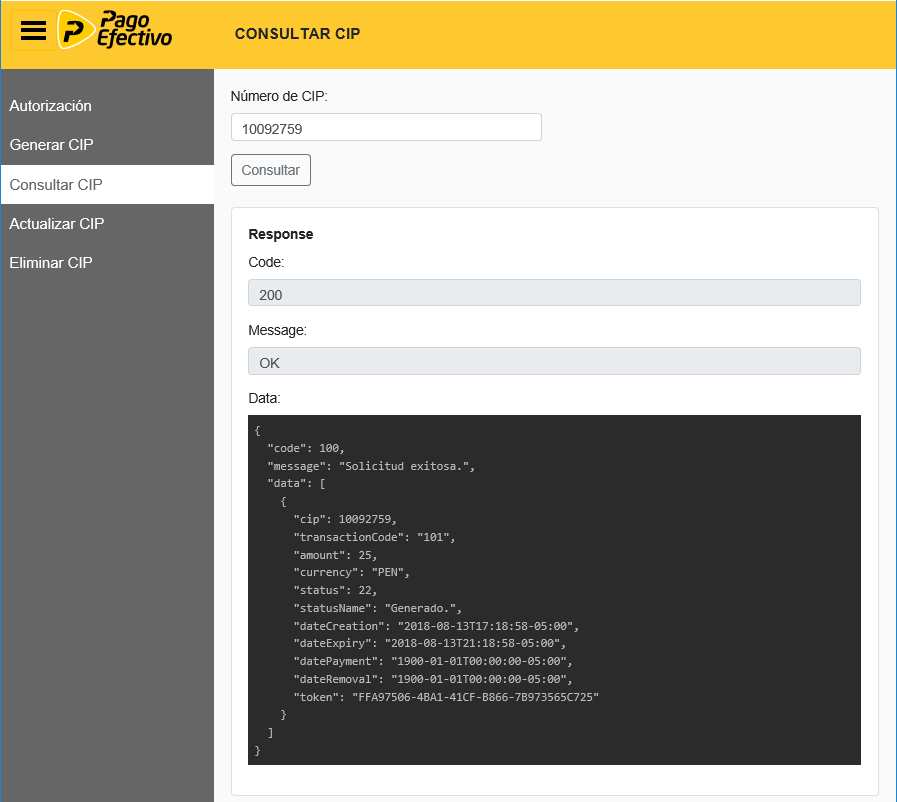 Pago
Efectivo
CONSULTAR CIP
Autorización
Generar CIP
Consultar CIP
Actualizar CIP
Eliminar CIP
Número de CIP:
10092759
Consultar
Response
Code:
200
Message:
OK
Data:
{
  "code": 100,
  "message": "Solicitud exitosa.",
  "data": [
    {
      "cip": 10092759,
      "transactionCode": "101",
      "amount": 25,
      "currency": "PEN",
      "status": 22,
      "statusName": "Generado.",
      "dateCreation": "2018-08-13T17:18:58-05:00",
      "dateExpiry": "2018-08-13T21:18:58-05:00",
      "datePayment": "1900-01-01T00:00:00-05:00",
      "dateRemoval": "1900-01-01T00:00:00-05:00",
      "token": "FFA97506-4BA1-41CF-B866-7B973565C725"
    }
  ]
}